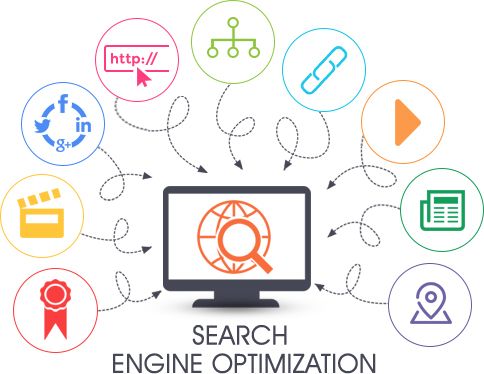 http://
f
in
g+
SEARCH
ENGINE OPTIMIZATION